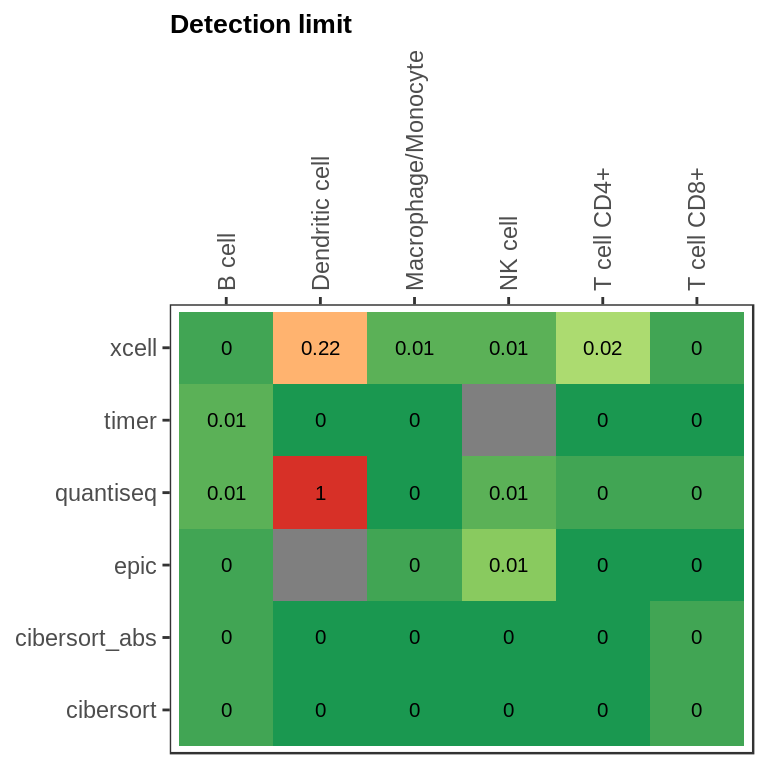 Detection limit
B cell
Dendritic cell
Macrophage/Monocyte
NK cell
T cell CD4+
T cell CD8+
xcell 0 0.22 0.01 0.01 0.02 0
timer 0.01 0 0 0 0
quantiseq 0.01 1 0 0.01 0 0
epic 0 0 0.01 0 0
cibersort_abs 0 0 0 0 0 0
cibersort 0 0 0 0 0 0